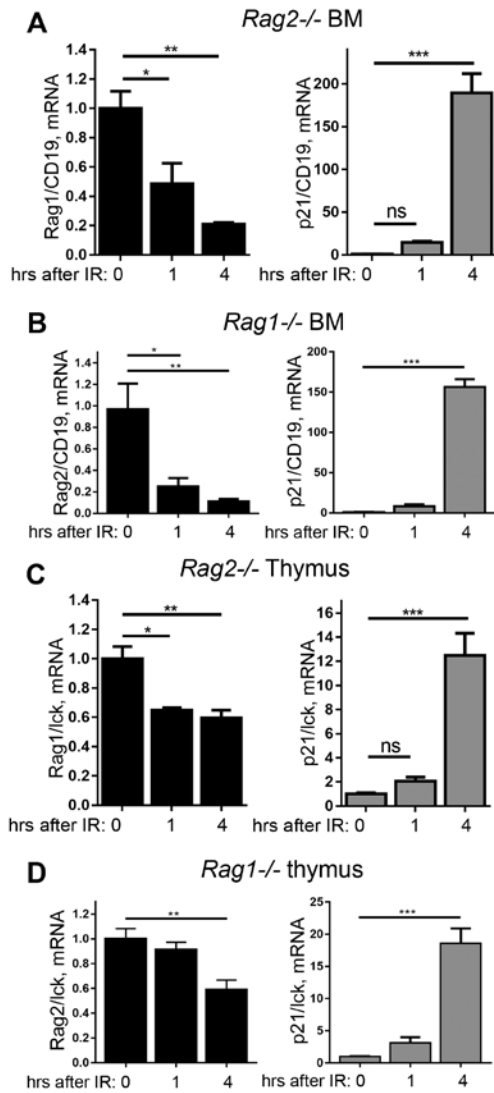 A
Rag2-/- BM
Rag1/CD19, mRNA
1.4
1.2
1.0
0.8
0.6
0.4
0.2
0.0
**
*
hrs after IR: 0 1 4
p21/CD19, mRNA
200
150
100
50
0
***
ns
hrs after IR: 0 1 4
B
Rag1-/- BM
Rag2/CD19, mRNA
1.4
1.2
1.0
0.8
0.6
0.4
0.2
0.0
*
**
hrs after IR: 0 1 4
p21/CD19, mRNA
200
150
100
50
0
***
hrs after IR: 0 1 4
C
Rag2-/- Thymus
Rag1/lck, mRNA
1.4
1.2
1.0
0.8
0.6
0.4
0.2
0.0
**
*
hrs after IR: 0 1 4
p21/lck, mRNA
16
14
12
10
8
6
4
2
0
***
ns
hrs after IR: 0 1 4
D
Rag1-/- thymus
Rag2/lck, mRNA
1.4
1.2
1.0
0.8
0.6
0.4
0.2
0.0
**
hrs after IR: 0 1 4
p21/lck, mRNA
25
20
15
10
5
0
***
hrs after IR: 0 1 4